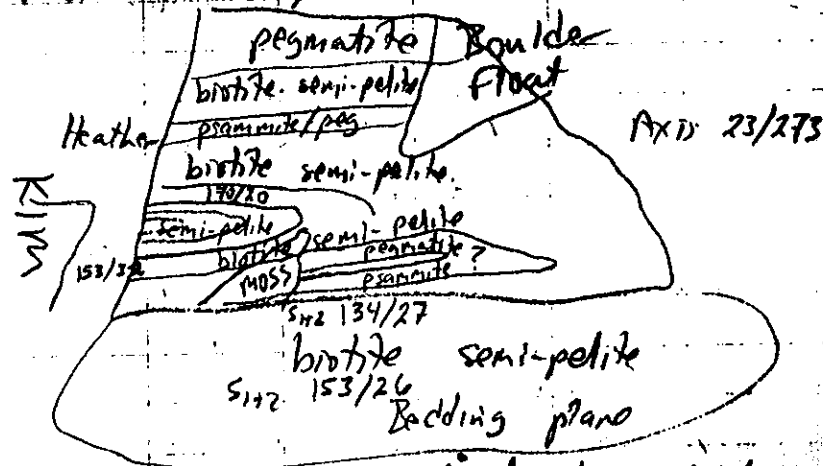 pegmatite Boulder
biotite semi-pelite Float
Heather psammite/peg Axis 23/273
biotite semi-pelite.
170/20
semi-pelite
semi-pelite
153/32 biotite pegmatite ?
MOSS psammite
S1+2 134/27
biotite semi-pelite
S1+2 153/26
Bedding plane